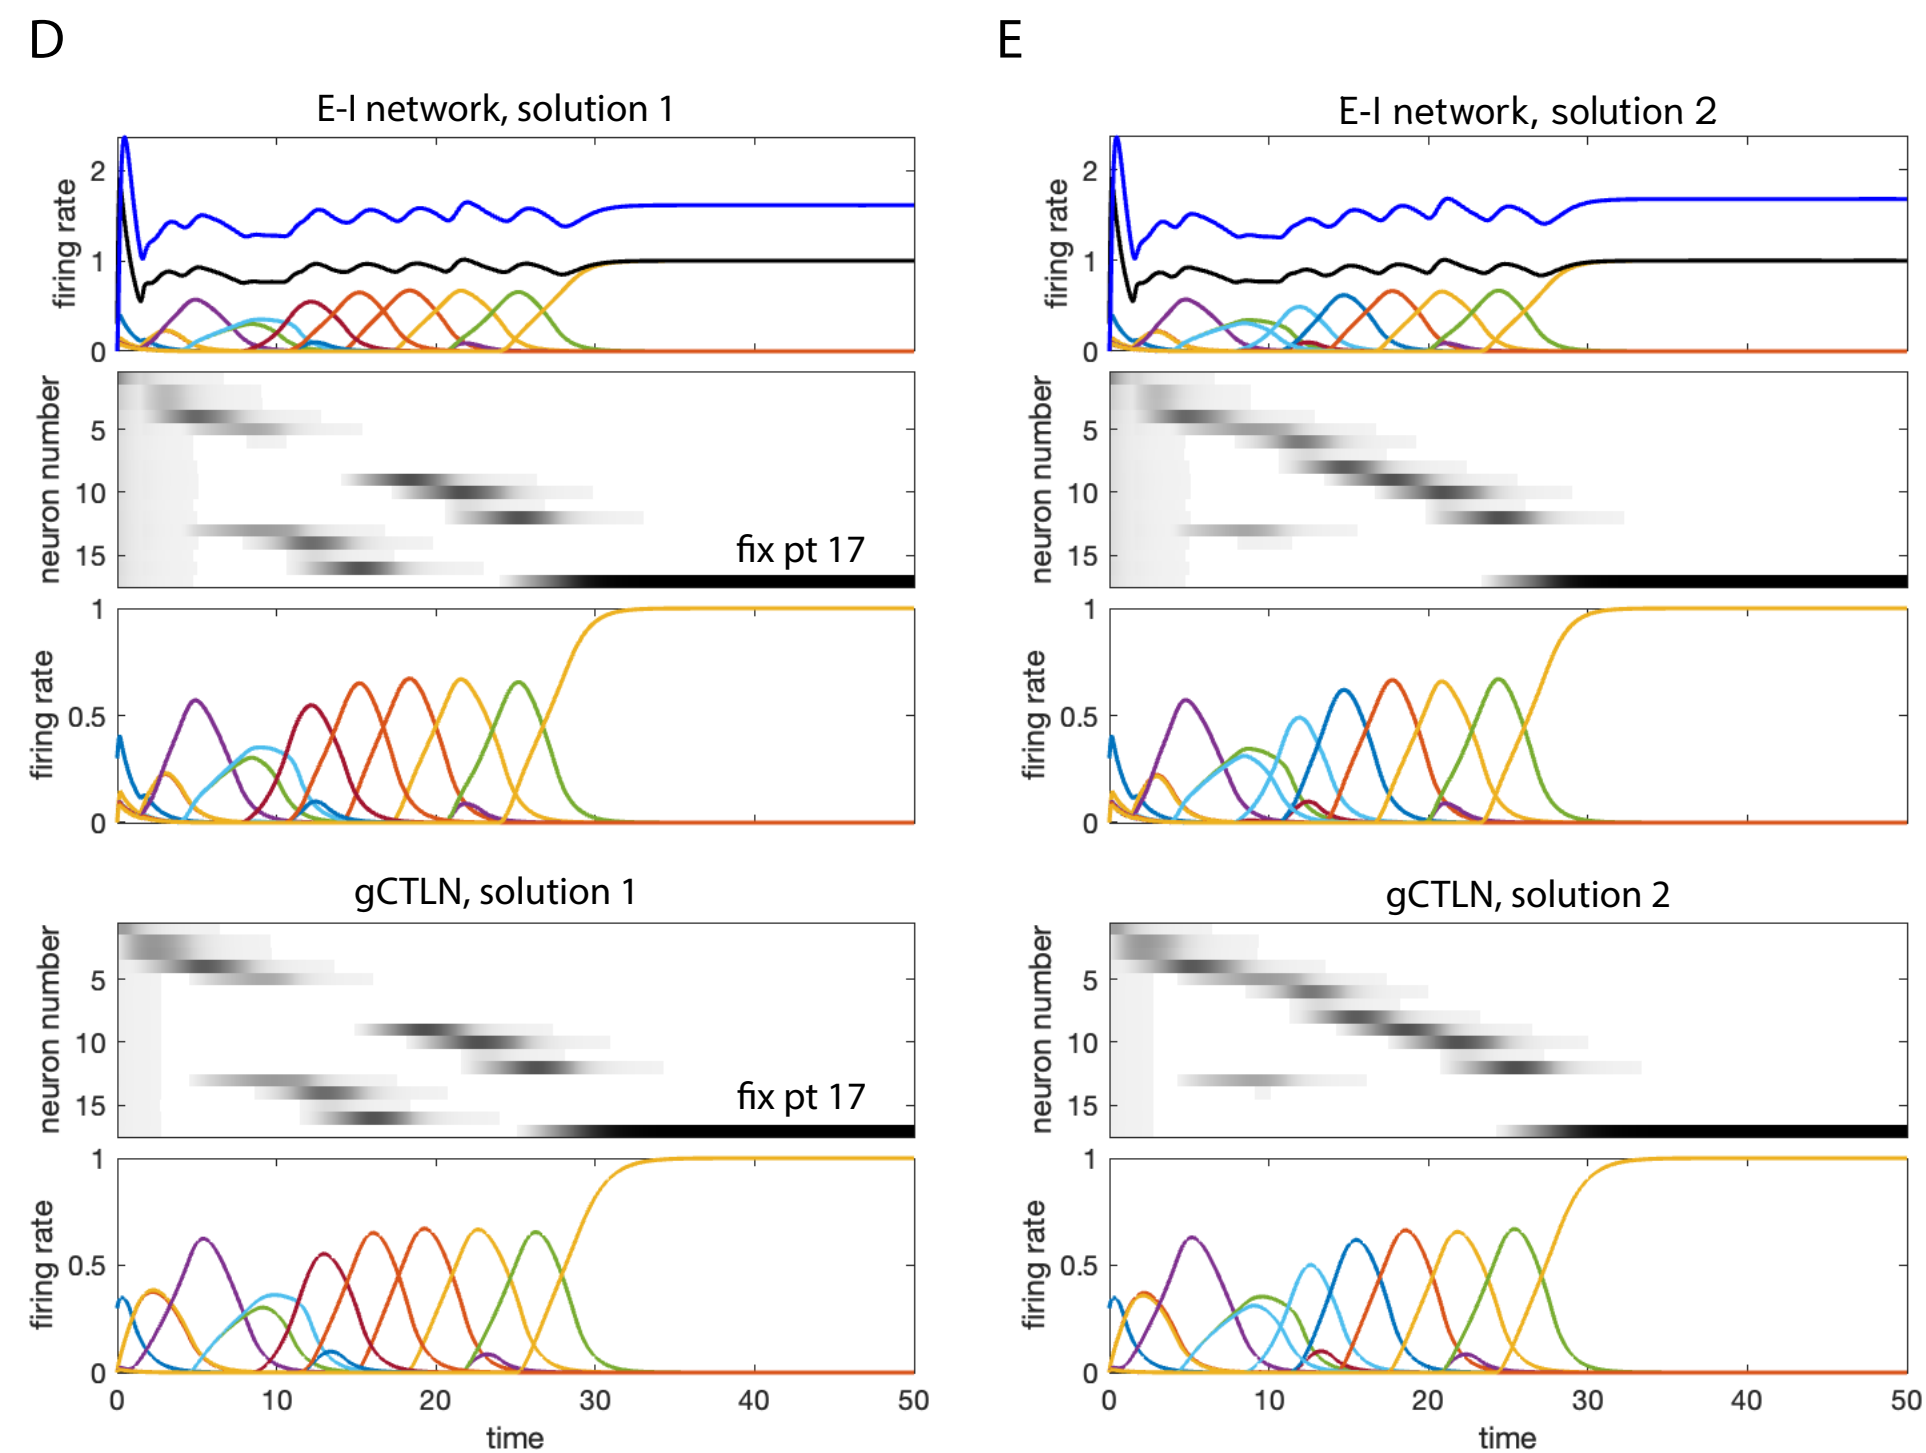 D
E-I network, solution 1
firing rate
2
1
0
neuron number
5
10
15
fix pt 17
firing rate
1
0.5
0
gCTLN, solution 1
neuron number
5
10
15
fix pt 17
firing rate
1
0.5
0
0 10 20 30 40 50
time
E
E-I network, solution 2
firing rate
2
1
0
neuron number
5
10
15
firing rate
1
0.5
0
gCTLN, solution 2
neuron number
5
10
15
firing rate
1
0.5
0
0 10 20 30 40 50
time